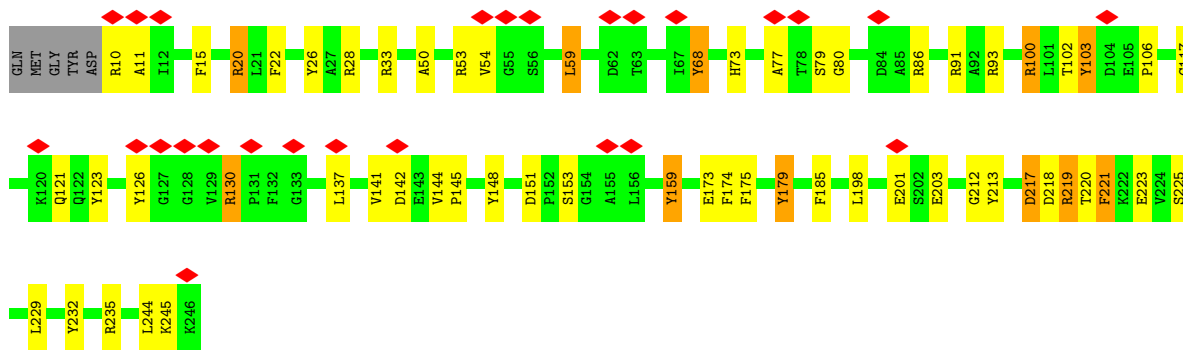 GLN MET GLY TYR ASP R10 A11 I12 F15 R20 L21 F22 Y26 A27 R28 R33 A50 R53 V54 G55 S56 L59 D62 T63 I67 Y68 H73 A77 T78 S79 G80 D84 A85 R86 R91 A92 R93 R100 L101 T102 Y103 D104 E105 P106
K120 Q121 Q122 Y123 Y126 G127 G128 V129 R130 P131 F132 G133 L137 V141 D142 E143 V144 P145 Y148 D151 P152 S153 G154 A155 L156 Y159 E173 F174 F175 Y179 F185 L198 E201 S202 E203 G212 Y213 D217 D218 R219 T220 F221 K222 E223 V224 S225
L229 Y232 R235 L244 K245 K246